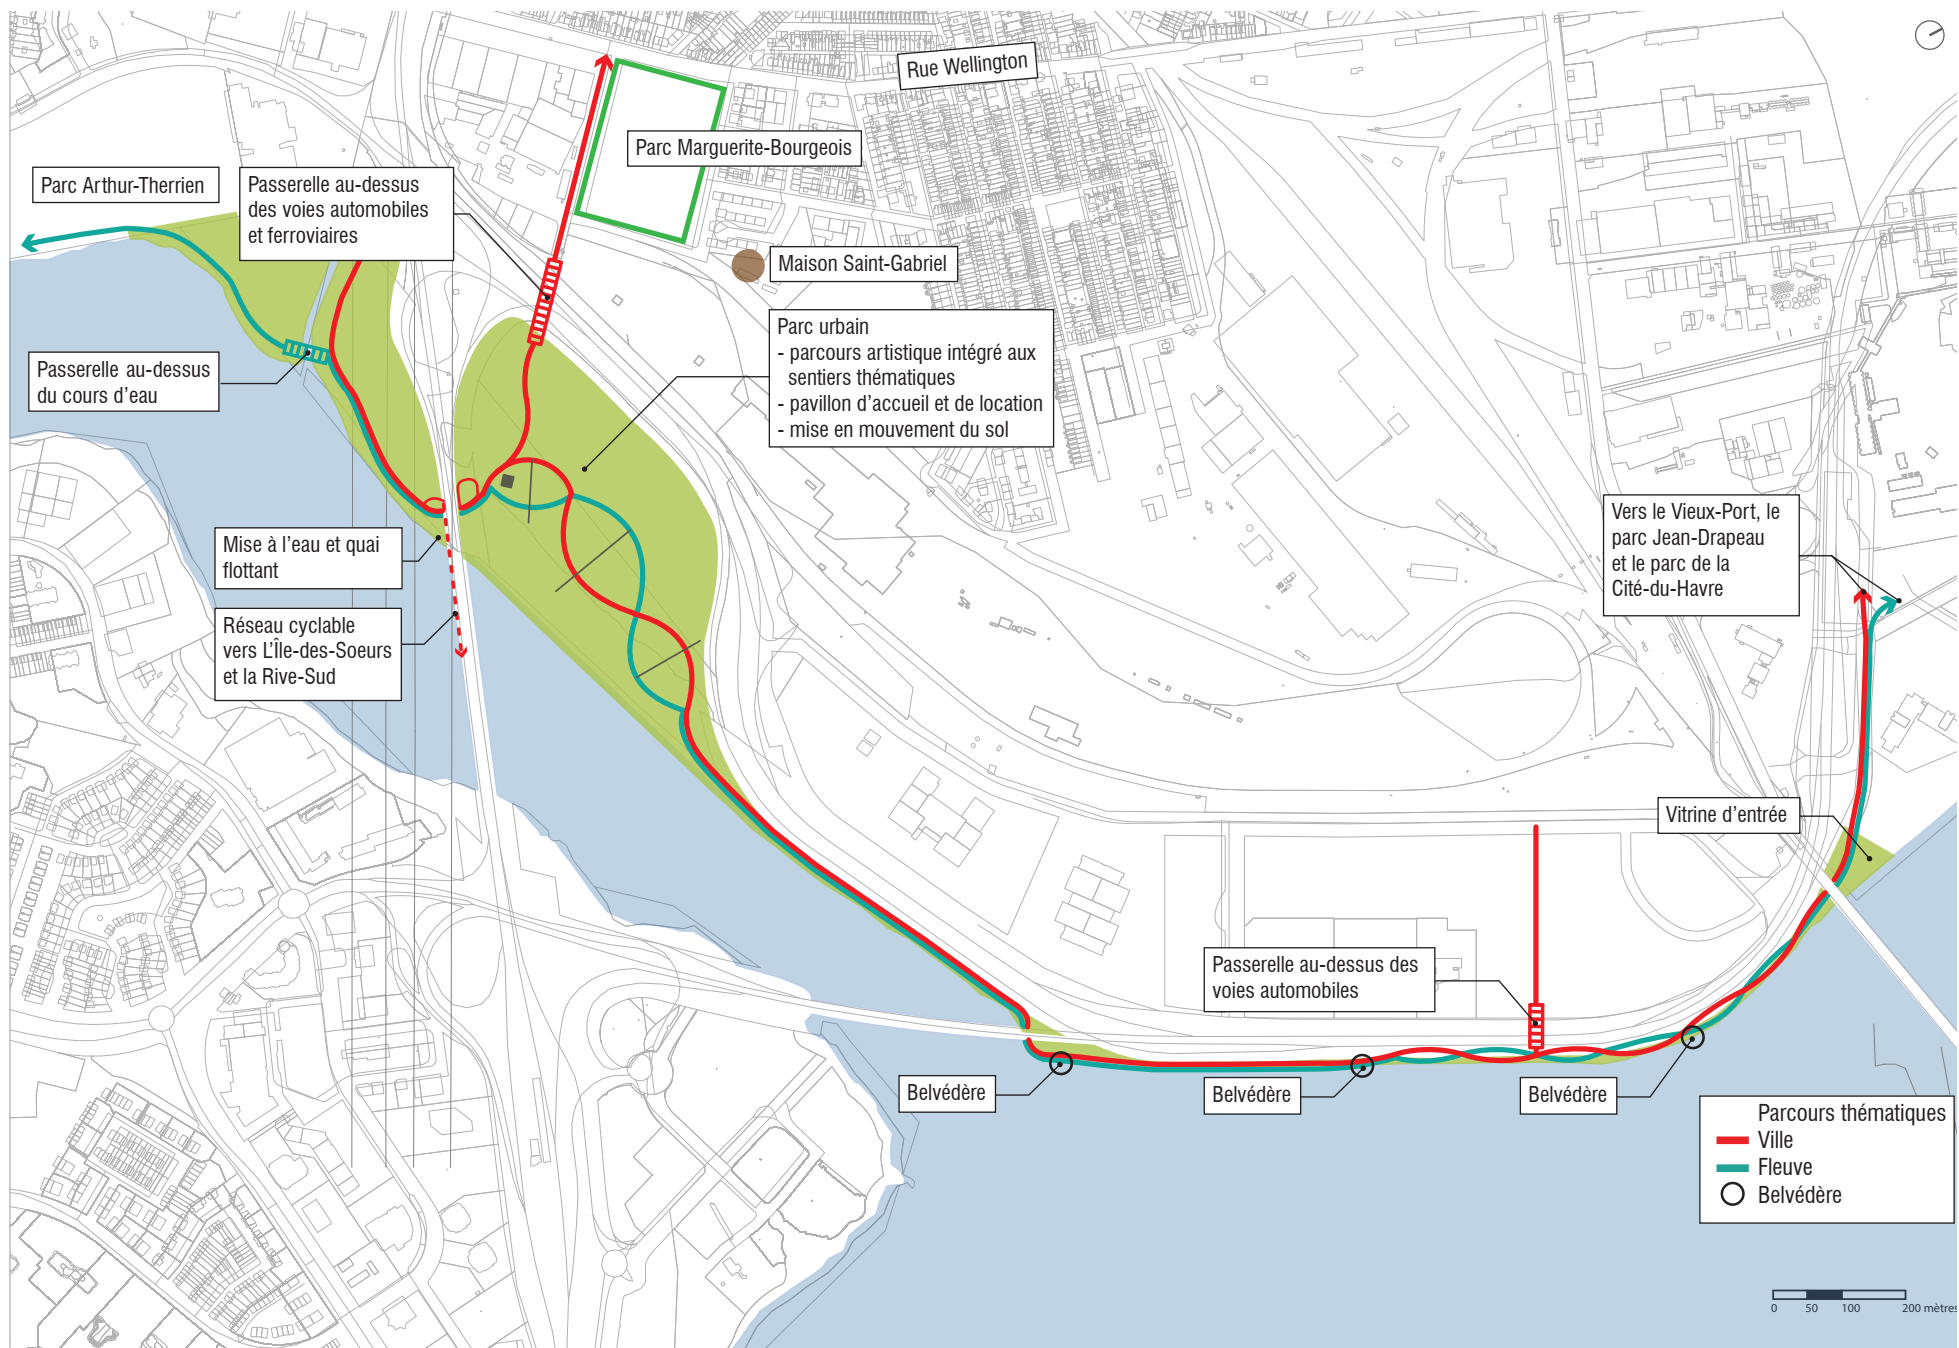 Rue Wellington
Parc Marguerite-Bourgeois
Parc Arthur-Therrien
Passerelle au-dessus
des voies automobiles
et ferroviaires
Maison Saint-Gabriel
Parc urbain
- parcours artistique intégré aux
sentiers thématiques
- pavillon d'accueil et de location
- mise en mouvement du sol
Passerelle au-dessus
du cours d'eau
Mise à l'eau et quai
flottant
Réseau cyclable
vers L'Île-des-Soeurs
et la Rive-Sud
Vers le Vieux-Port, le
parc Jean-Drapeau
et le parc de la
Cité-du-Havre
Vitrine d'entrée
Passerelle au-dessus des
voies automobiles
Belvédère
Belvédère
Belvédère
Parcours thématiques
Ville
Fleuve
Belvédère
0 50 100 200 mètres